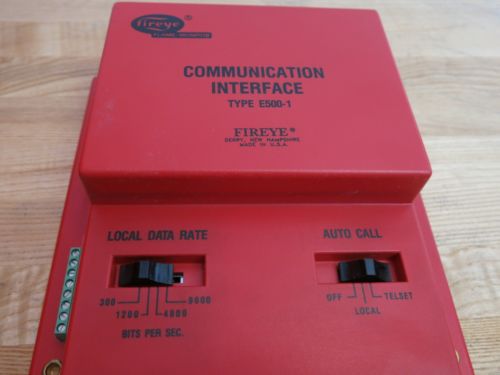 fireye®
FLAME MONITORS
COMMUNICATION
INTERFACE
TYPE E500-1
FIREYE®
DERRY, NEW HAMPSHIRE
MADE IN U.S.A.
LOCAL DATA RATE
300
1200
4800
9600
BITS PER SEC.
AUTO CALL
OFF
LOCAL
TELSET